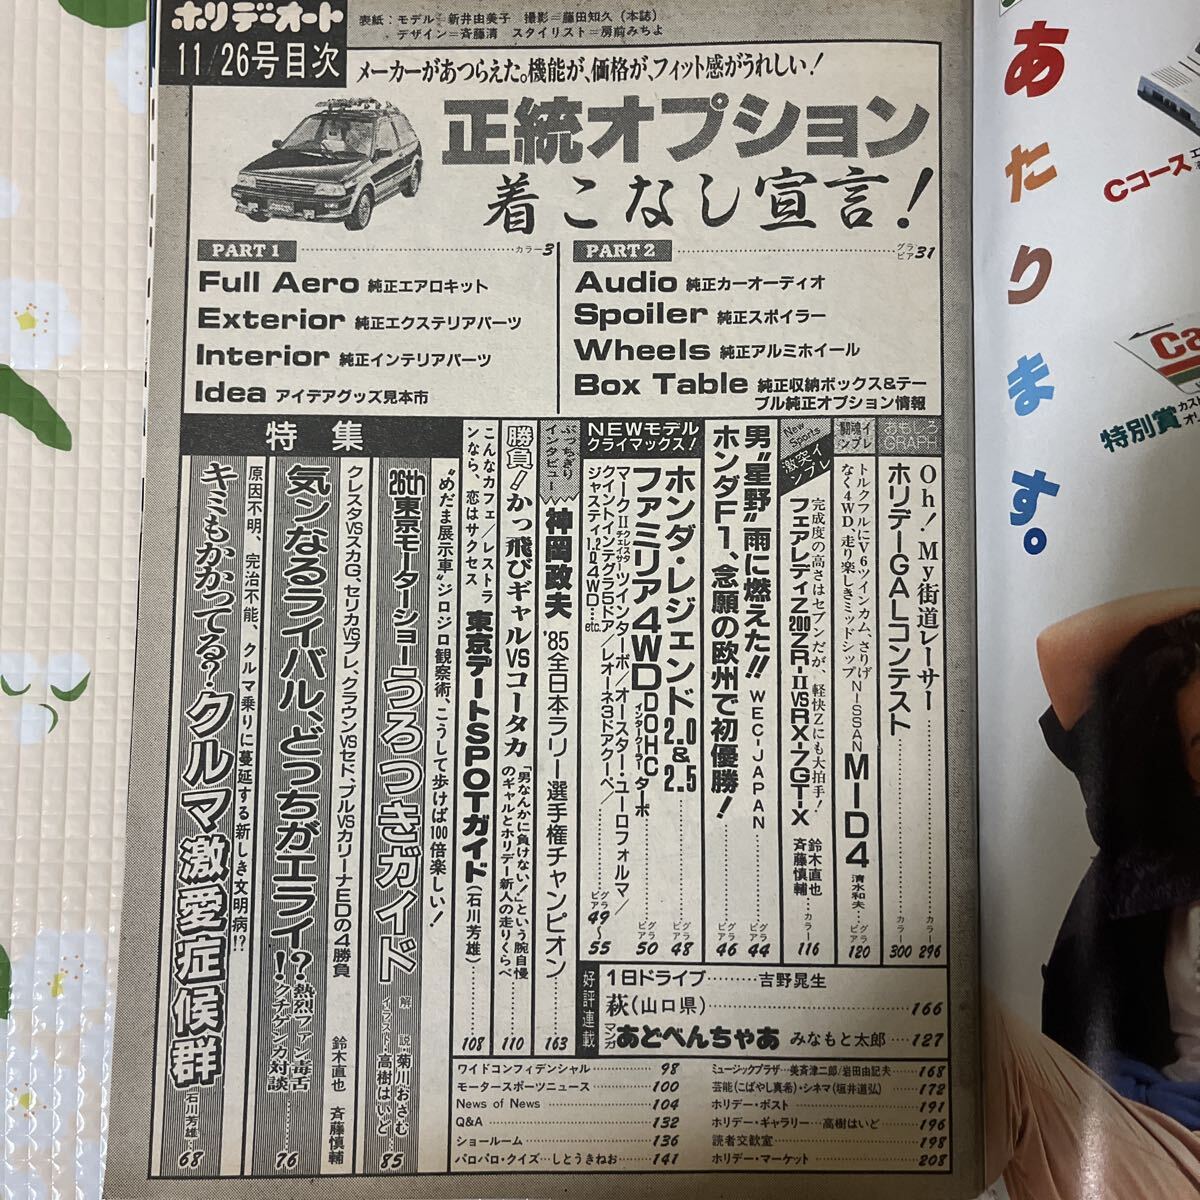 ホリデーオート
11/26号目次
表紙:モデル=新井由美子 撮影=藤田知久(本誌)
デザイン=斉藤清 スタイリスト=房前みちよ
メーカーがあつらえた。機能が、価格が、フィット感がうれしい!
正統オプション
着こなし宣言!
PART 1 カラー3
Full Aero 純正エアロキット
Exterior 純正エクステリアパーツ
Interior 純正インテリアパーツ
Idea アイデアグッズ見本市
PART 2 グラビア31
Audio 純正カーオーディオ
Spoiler 純正スポイラー
Wheels 純正アルミホイール
Box Table 純正収納ボックス&テー
ブル純正オプション情報
おもしろGRAPH
Oh! My街道レーサー カラー296
ホリデーGALコンテスト カラー300
トルクフルにV6ツインカム、さりげ
なく4WD、走り楽しきミッドシップ
NISSAN MID4 清水和夫 グラビア120
New Sports
激突インプレ
完成度の高さはセブンだが、軽快Zにも大拍手!
フェアレディZ200ZR-II VS RX-7GT-X
鈴木直也
斉藤慎輔 カラー116
男"星野"雨に燃えた!! WEC-JAPAN グラビア44
ホンダF1、念願の欧州で初優勝! グラビア46
NEWモデル
クライマックス!
ホンダ・レジェンド2.0&2.5 グラビア48
ファミリア4WD DOHCインタークーラーターボ グラビア50
マークII クレスタ チェイサー ツインターボ/オースター・ユーロフォルマ/
クイントインテグラ5ドア/レオーネ3ドアクーペ/
ジャスティ1.2ℓ4WD…etc. グラビア49〜55
ぶっちぎりインタビュー
神岡政夫 '85全日本ラリー選手権チャンピオン 163
勝負!かっ飛びギャルVSコータカ
「男なんかに負けない!」という腕自慢
のギャルとホリデー新人の走りくらべ 110
こんなカフェ/レストラ
ンなら、恋はサクセス
東京デートSPOTガイド(石川芳雄) 108
特集
"めだま展示車"ジロジロ観察術、こうして歩けば100倍楽しい!
26th東京モーターショーうろつきガイド
解説・菊川おさむ
イラスト・高樹はいど 85
クレスタVSスカG、セリカVSプレ、クラウンVSセド、ブルVSカリーナEDの4勝負
鈴木直也 斉藤慎輔
気ンなるライバル、どっちがエライ!?
熱烈ファン毒舌
クチゲンカ対談 76
原因不明、完治不能、クルマ乗りに蔓延する新しき文明病!?
キミもかかってる?クルマ激愛症候群 石川芳雄 68
好評連載
1日ドライブ 吉野晃生
萩(山口県) 166
マンガ あどべんちゃあ みなもと太郎 127
ワイドコンフィデンシャル 98
モータースポーツニュース 100
News of News 104
Q&A 132
ショールーム 136
パロパロ・クイズ…しとうきねお 141
ミュージックプラザ…美斉津二郎/岩田由記夫 168
芸能(こばやし真希)・シネマ(垣井道弘) 172
ホリデー・ポスト 191
ホリデー・ギャラリー…高樹はいど 196
読者交歓室 198
ホリデー・マーケット 208
あたります。
Cコース
特別賞
Ca